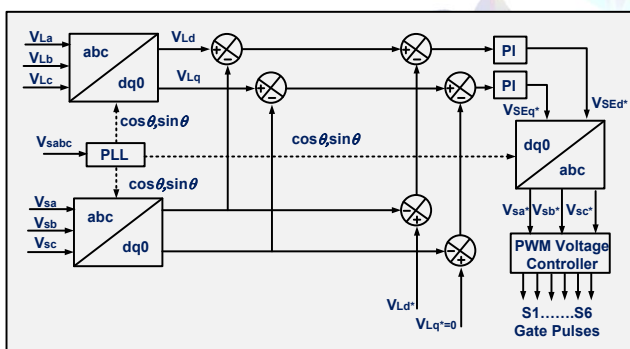 VLa
VLb
VLc
abc
dq0
VLd
VLq
PI
PI
VSEq*
VSEd*
cosθ,sinθ
Vsabc
PLL
cosθ,sinθ
cosθ,sinθ
dq0
abc
Vsa
Vsb
Vsc
abc
dq0
Vsa*
Vsb*
Vsc*
PWM Voltage
Controller
VLd*
VLq*=0
S1.......S6
Gate Pulses